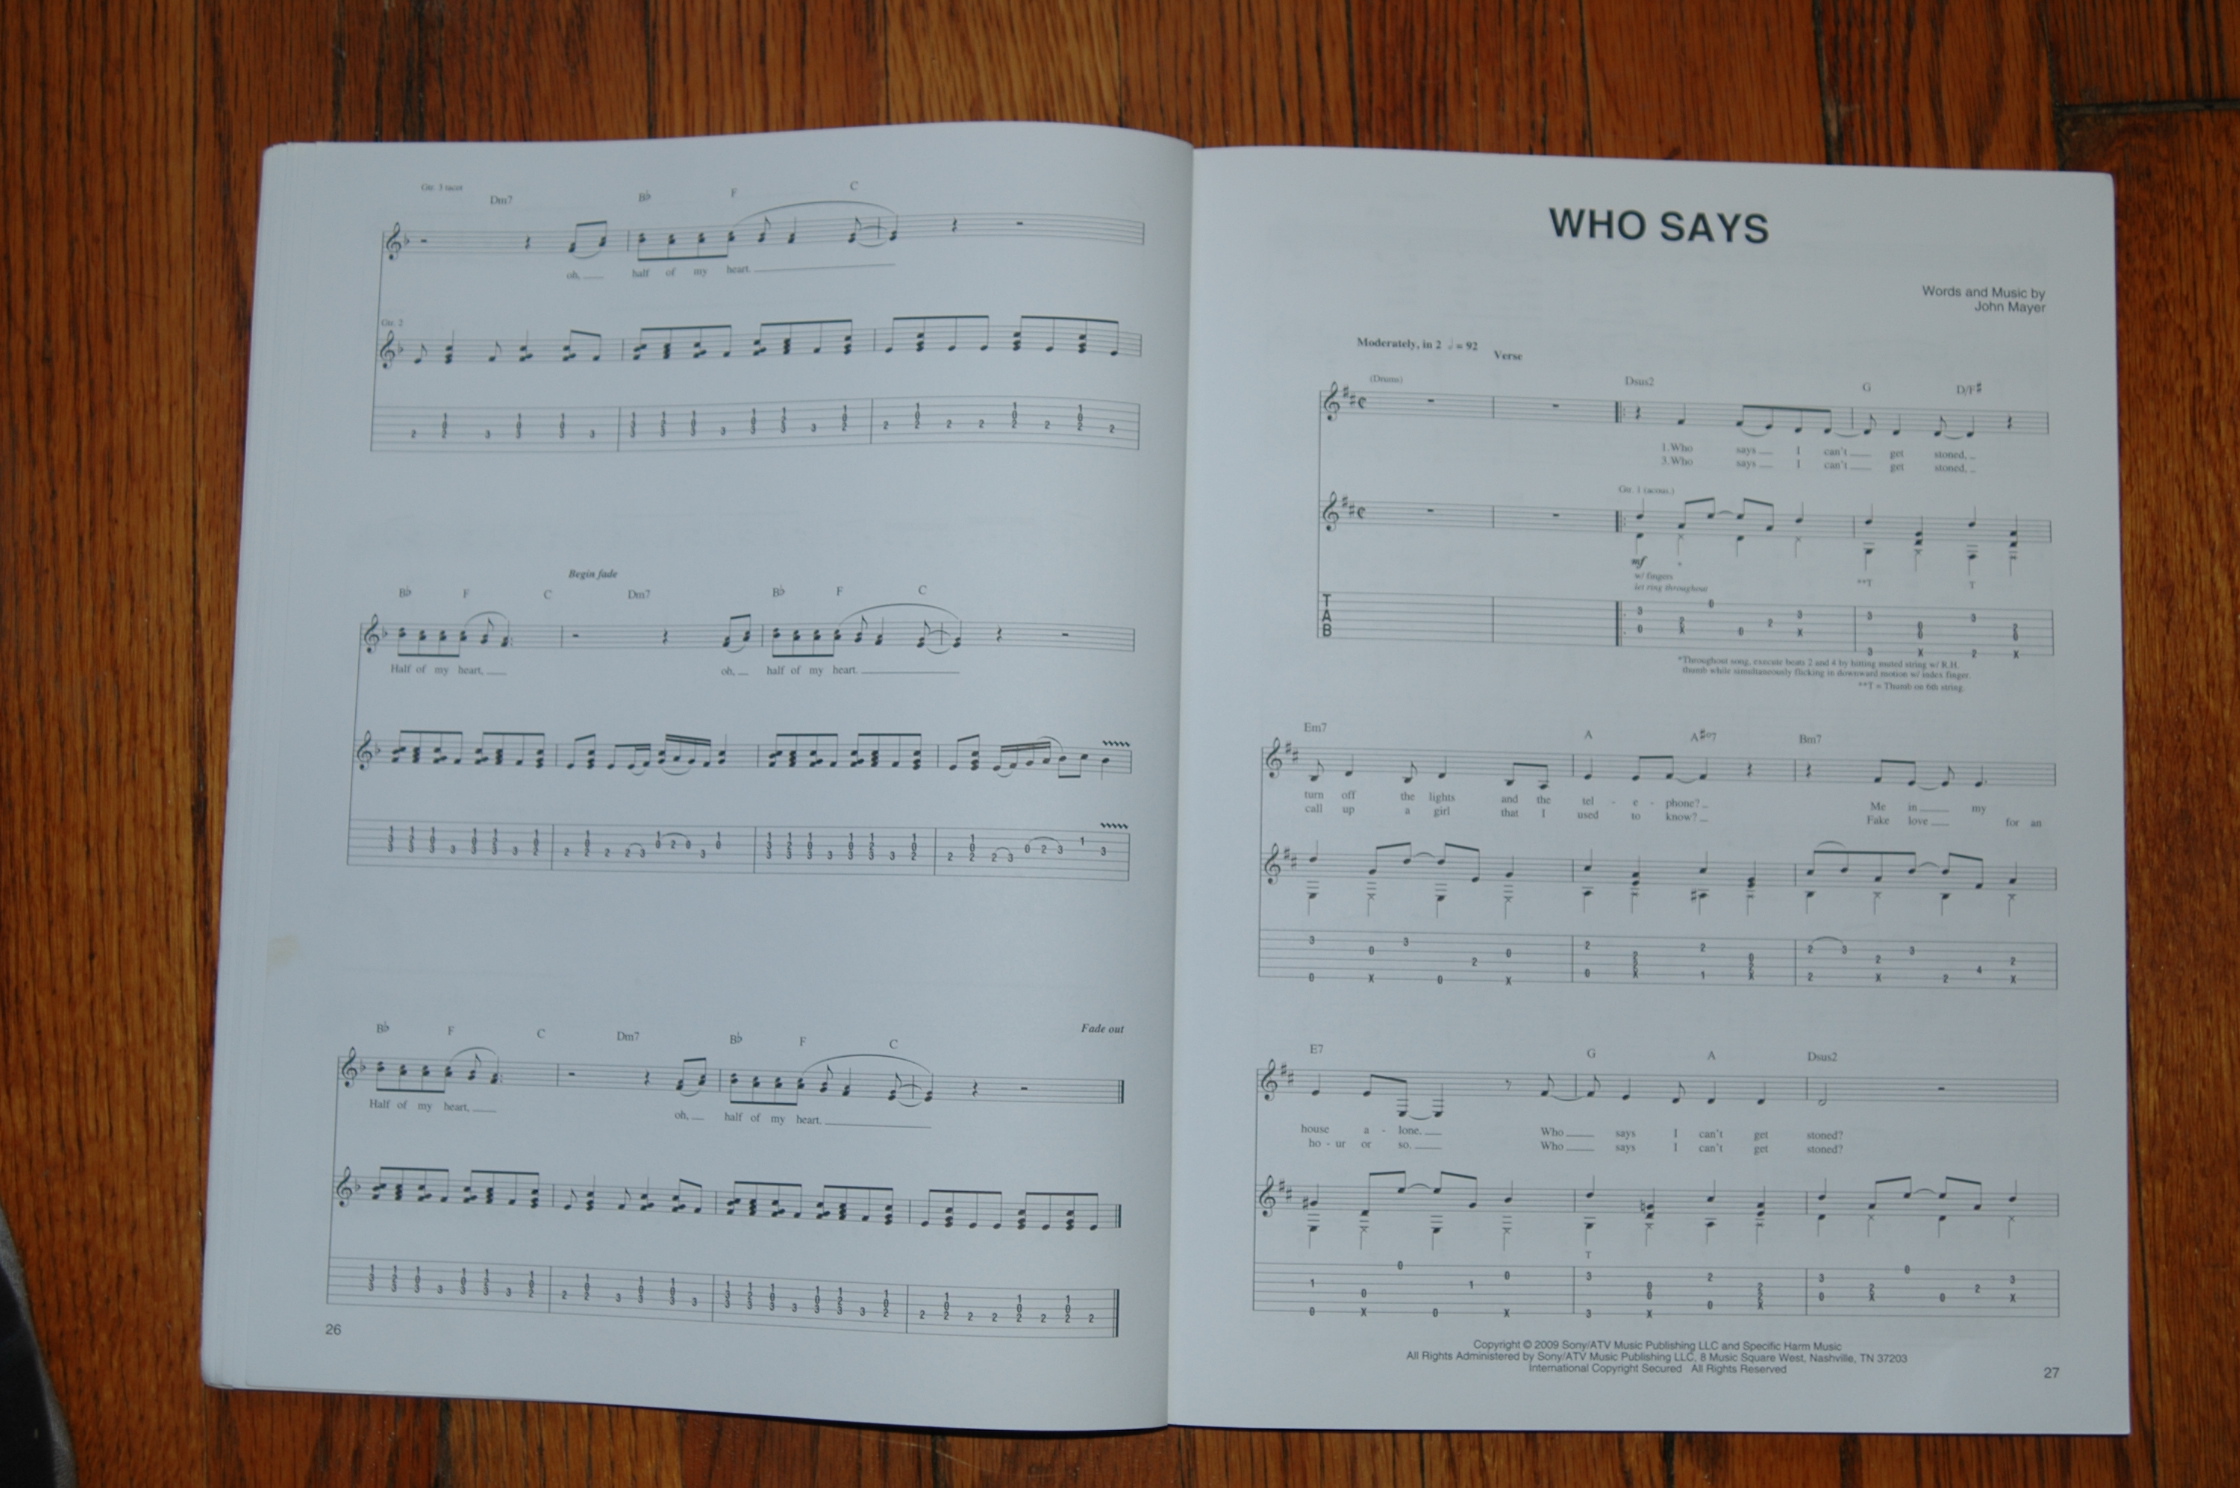 Gtr. 3 tacet
Dm7 B♭ F C
oh, half of my heart.
Gtr. 2
Begin fade
B♭ F C Dm7 B♭ F C
Half of my heart, oh, half of my heart.
Fade out
B♭ F C Dm7 B♭ F C
Half of my heart, oh, half of my heart.
26
WHO SAYS
Words and Music by
John Mayer
Moderately, in 2 ♩ = 92 Verse
(Drums) Dsus2 G D/F♯
1. Who says I can't get stoned,
3. Who says I can't get stoned,
Gtr. 1 (acous.)
mf
w/ fingers
let ring throughout
* **T T
T
A
B
*Throughout song, execute beats 2 and 4 by hitting muted string w/ R.H.
thumb while simultaneously flicking in downward motion w/ index finger.
**T = Thumb on 6th string
Em7 A A♯°7 Bm7
turn off the lights and the tel - e - phone? Me in my
call up a girl that I used to know? Fake love for an
E7 G A Dsus2
house a - lone. Who says I can't get stoned?
ho - ur or so. Who says I can't get stoned?
T
Copyright © 2009 Sony/ATV Music Publishing LLC and Specific Harm Music
All Rights Administered by Sony/ATV Music Publishing LLC, 8 Music Square West, Nashville, TN 37203
International Copyright Secured All Rights Reserved
27